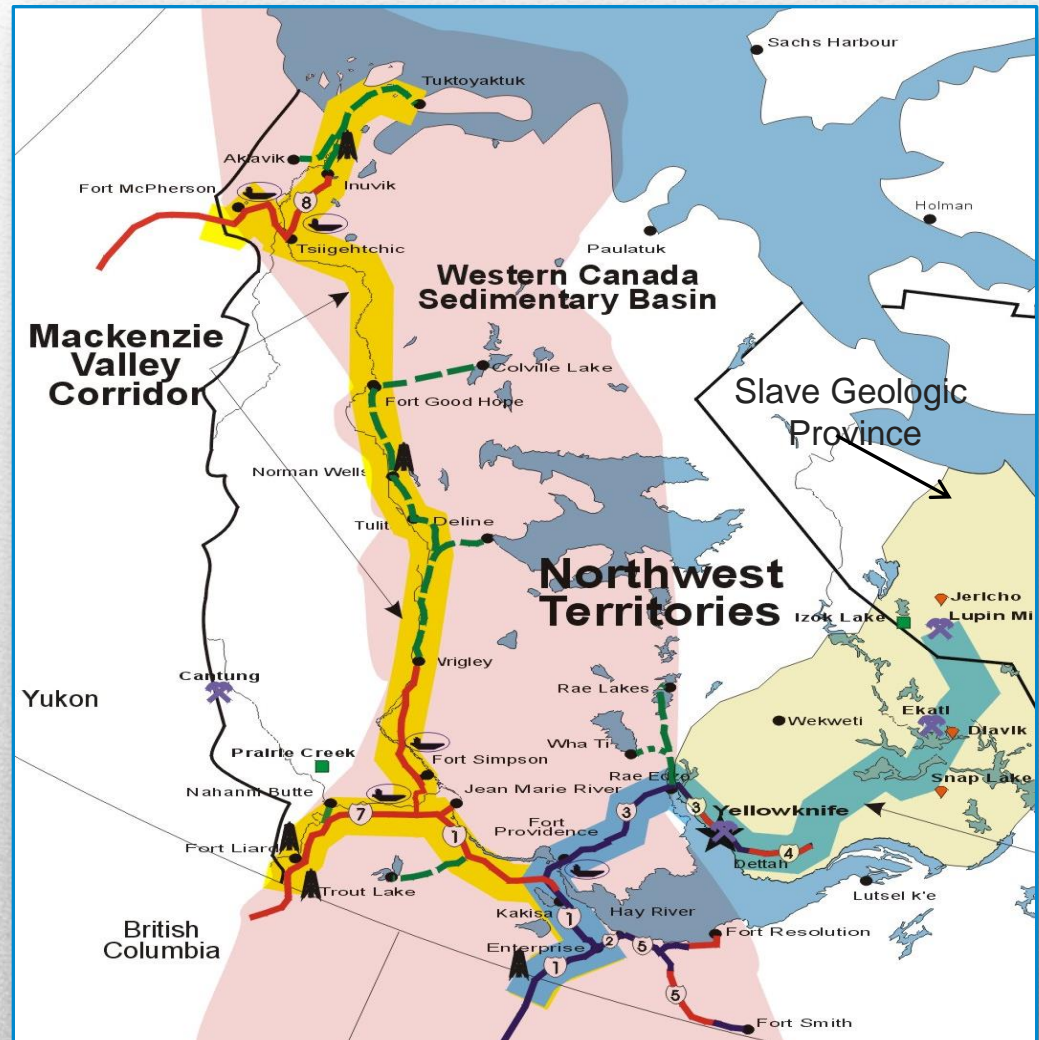 Sachs Harbour
Tuktoyaktuk
Aklavik
Inuvik
Fort McPherson
8
Holman
Tsiigehtchic
Paulatuk
Western Canada
Sedimentary Basin
Mackenzie
Valley
Corridor
Colville Lake
Slave Geologic
Province
Fort Good Hope
Norman Wells
Tulit
Deline
Northwest
Territories
Jericho
Izok Lake
Lupin Mi
Wrigley
Cantung
Rae Lakes
Yukon
Wekweti
Ekati
Diavik
Wha Ti
Prairie Creek
Fort Simpson
Rae Edzo
Snap Lake
Nahanni Butte
Jean Marie River
3
3
Yellowknife
7
Fort
Providence
1
Fort Liard
Dettah
4
Trout Lake
Lutsel k'e
Kakisa
1
Hay River
British
Columbia
Enterprise
2
5
Fort Resolution
1
5
Fort Smith